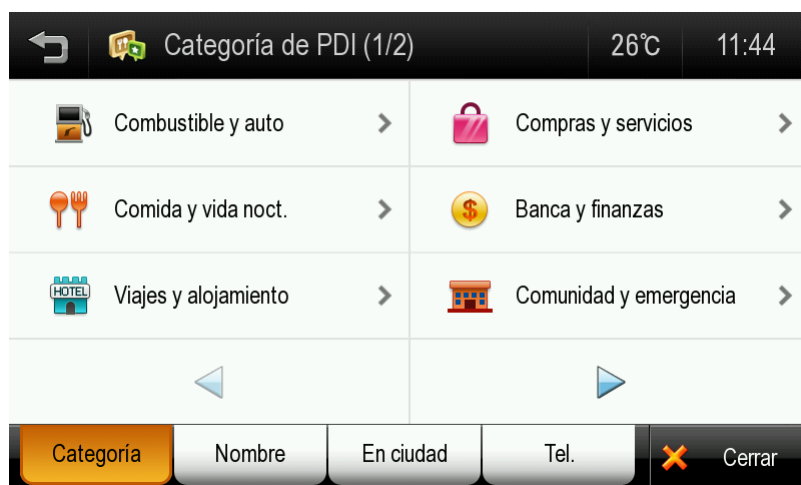 Categoría de PDI (1/2)
26°C
11:44
Combustible y auto
Compras y servicios
Comida y vida noct.
$
Banca y finanzas
HOTEL
Viajes y alojamiento
Comunidad y emergencia
Categoría
Nombre
En ciudad
Tel.
Cerrar